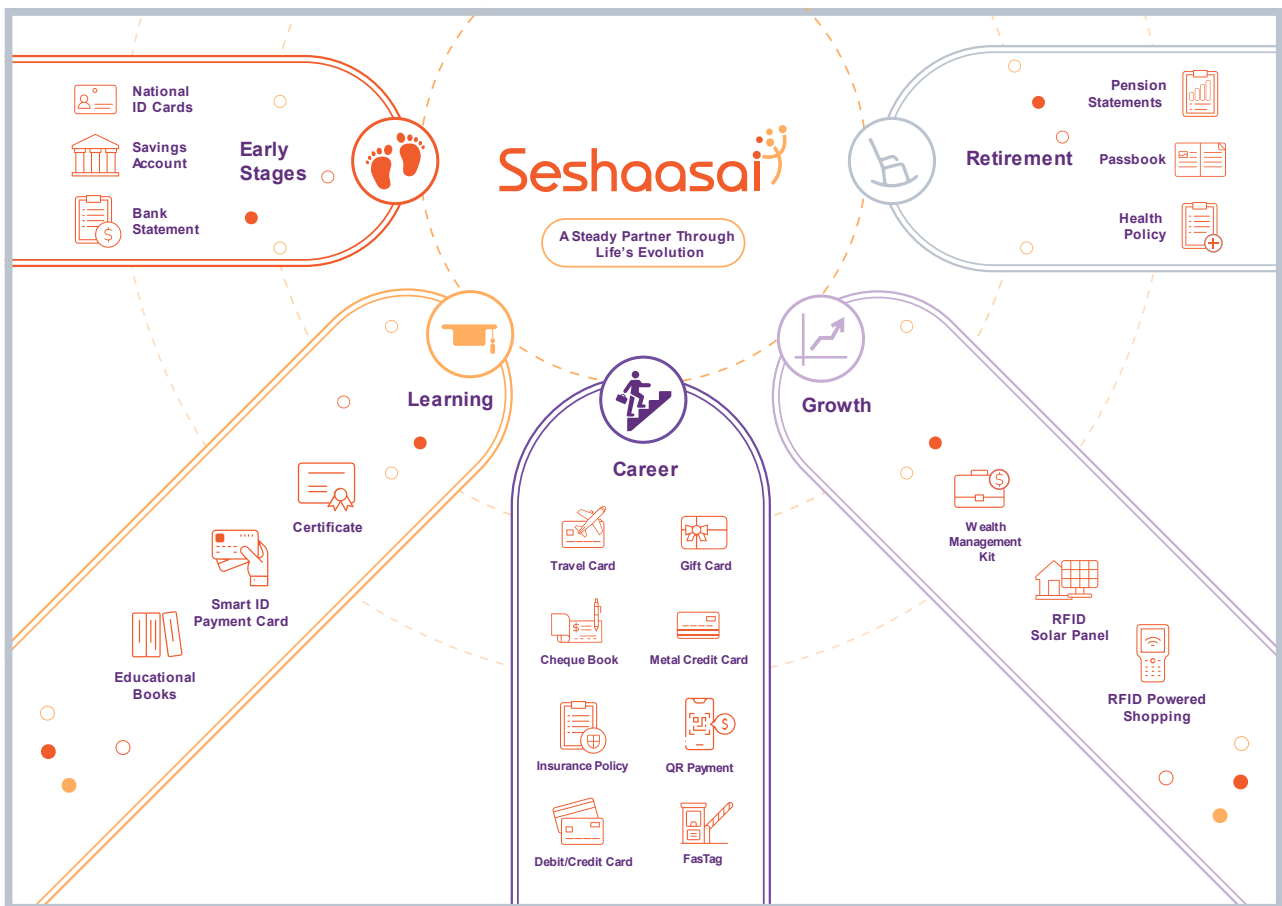 Seshaasai
A Steady Partner Through
Life's Evolution
Early
Stages
National
ID Cards
Savings
Account
Bank
Statement
Learning
Certificate
Smart ID
Payment Card
Educational
Books
Career
Travel Card
Gift Card
Cheque Book
Metal Credit Card
Insurance Policy
QR Payment
Debit/Credit Card
FasTag
Growth
Wealth
Management
Kit
RFID
Solar Panel
RFID Powered
Shopping
Retirement
Pension
Statements
Passbook
Health
Policy